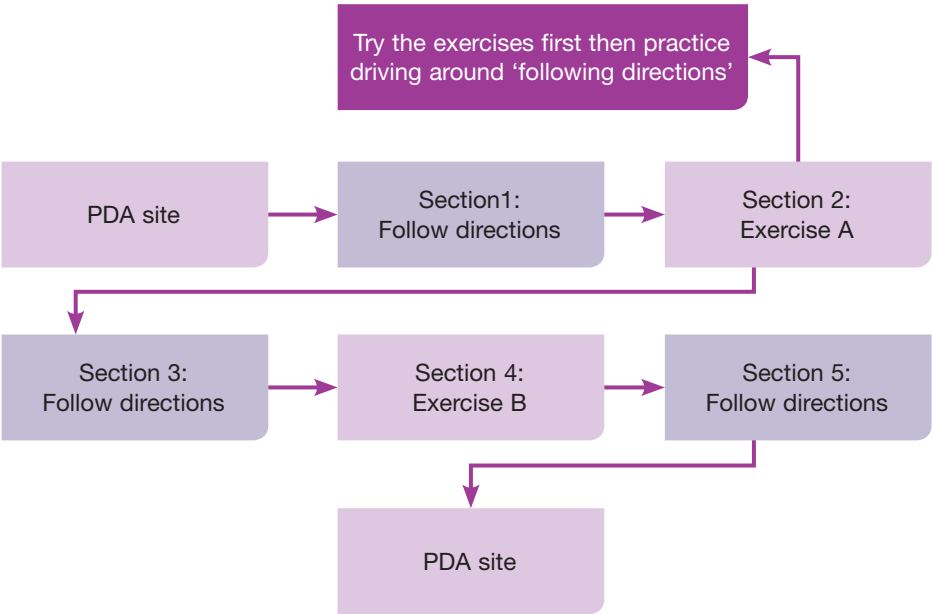 Try the exercises first then practice
driving around ‘following directions’
PDA site
Section1:
Follow directions
Section 2:
Exercise A
Section 3:
Follow directions
Section 4:
Exercise B
Section 5:
Follow directions
PDA site